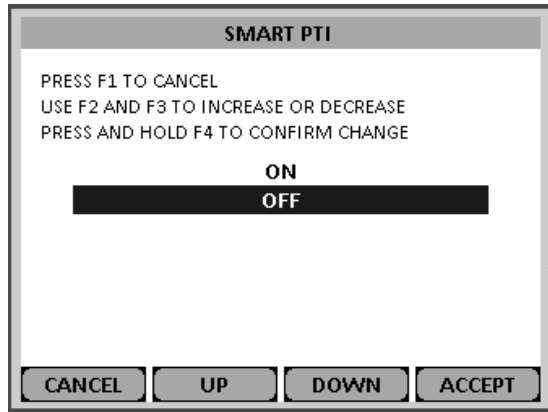 SMART PTI
PRESS F1 TO CANCEL
USE F2 AND F3 TO INCREASE OR DECREASE
PRESS AND HOLD F4 TO CONFIRM CHANGE
ON
OFF
CANCEL UP DOWN ACCEPT